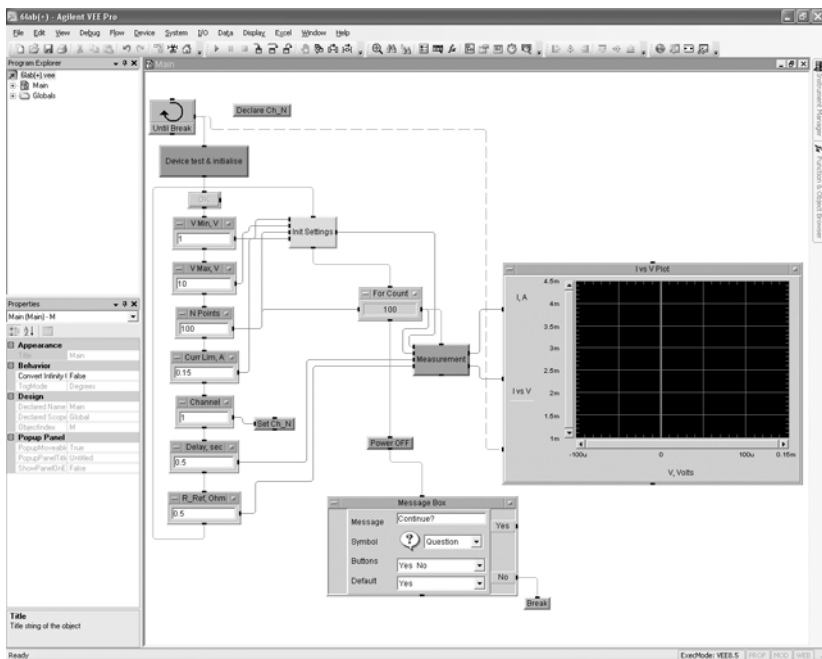 6lab(+) - Agilent VEE Pro
File Edit View Debug Flow Device System I/O Data Display Excel Window Help
Program Explorer
6lab(+).vee
Main
Globals
Main
Until Break
Declare Ch_N
Device test & initialise
OK
V Min, V
1
V Max, V
10
N Points
100
Curr Lim, A
0.15
Channel
1
Set Ch_N
Delay, sec
0.5
R_Ref, Ohm
0.5
Init Settings
For Count
100
Measurement
Power OFF
Message Box
Message Continue? Yes
Symbol ? Question
Buttons Yes No
Default Yes No
Break
I vs V Plot
I, A
I vs V
4.5m
4m
3.5m
3m
2.5m
2m
1.5m
1m
-100u 0 100u 0.15m
V, Volts
Instrument Manager
Function & Object Browser
Properties
Main (Main) - M
Appearance
Title Main
Behavior
Convert Infinity t False
TrigMode Degrees
Design
Declared Name Main
Declared Scope Global
ObjectIndex M
Popup Panel
PopupMoveable True
PopupPanelTitl Untitled
ShowPanelOnE False
Title
Title string of the object
Ready
ExecMode: VEE8.5 PROF MOD WEB